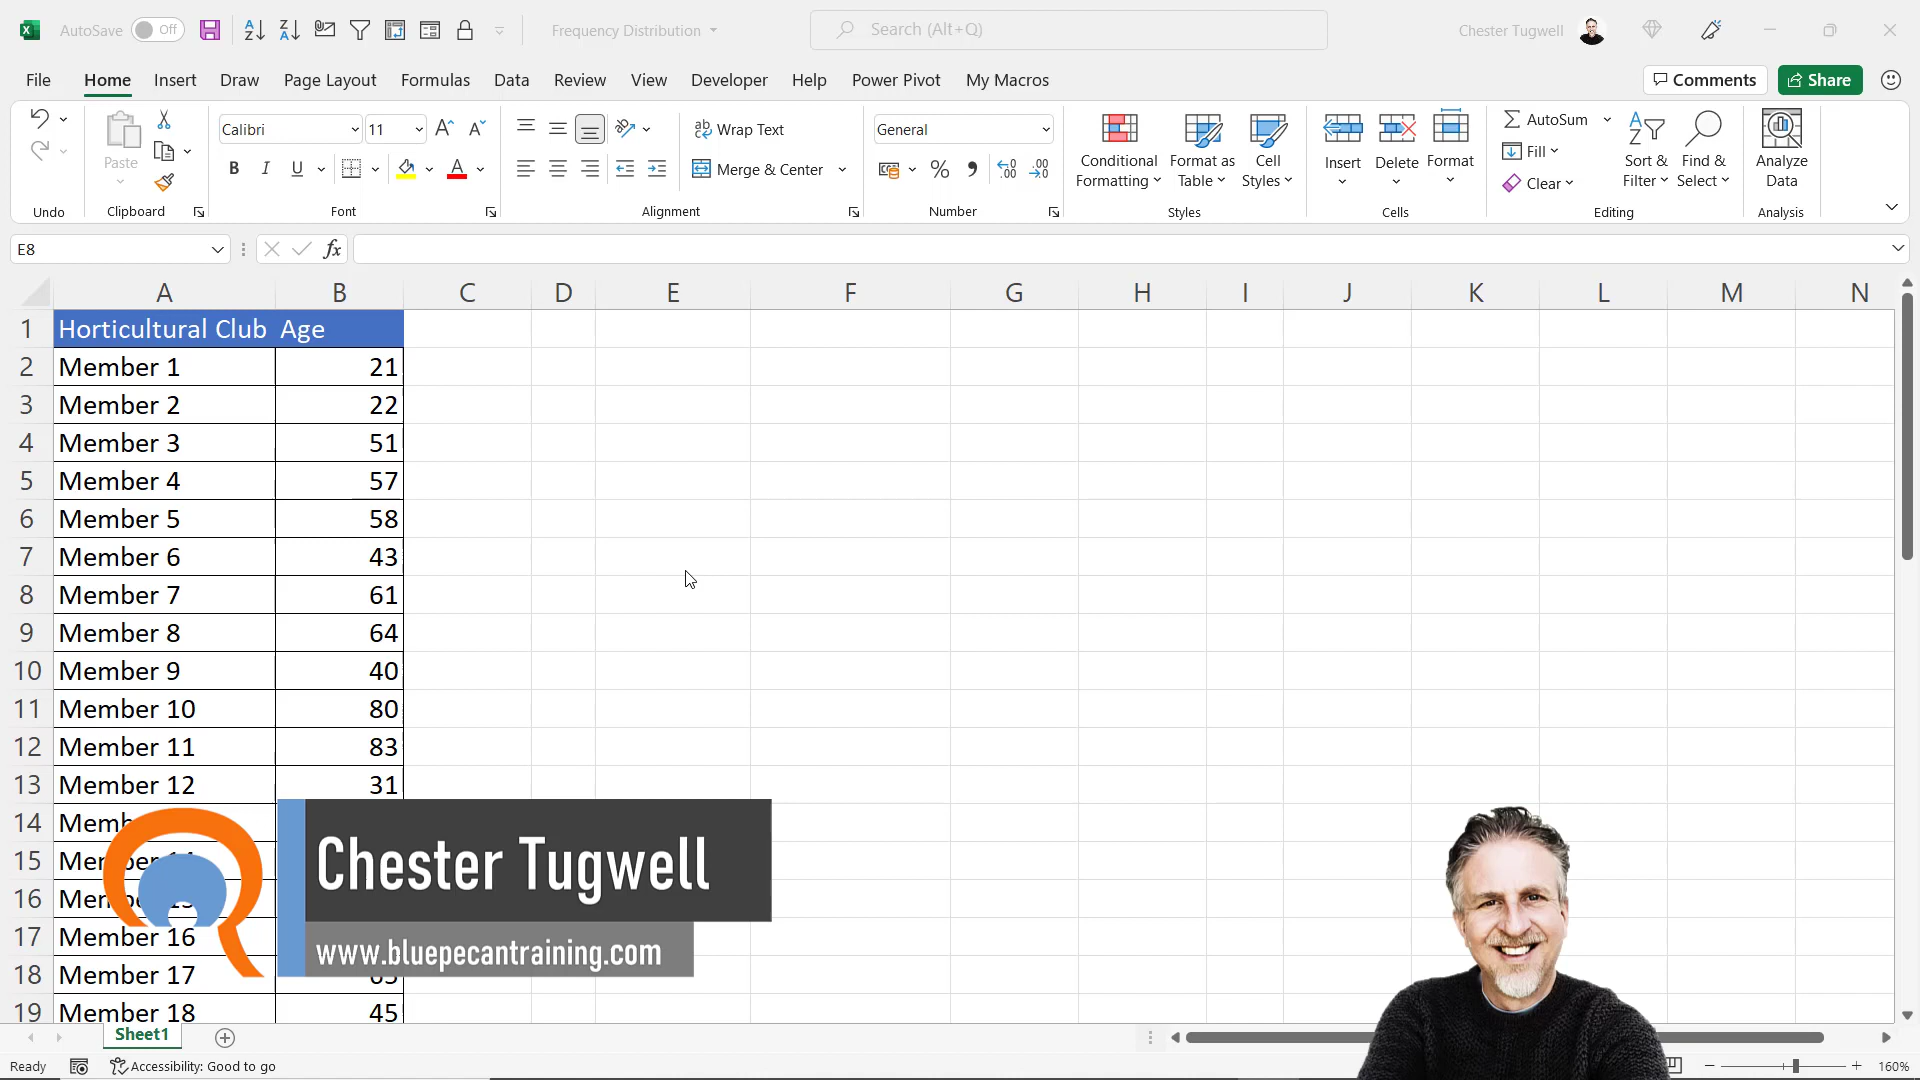 AutoSave Off Frequency Distribution Search (Alt+Q) Chester Tugwell
File Home Insert Draw Page Layout Formulas Data Review View Developer Help Power Pivot My Macros Comments Share
Paste
Calibri 11
B I U A
ab Wrap Text
Merge & Center
General
%
Conditional Formatting
Format as Table
Cell Styles
Insert Delete Format
AutoSum
Fill
Clear
Sort & Filter
Find & Select
Analyze Data
Undo Clipboard Font Alignment Number Styles Cells Editing Analysis
E8 fx
A B C D E F G H I J K L M N
1 Horticultural Club Age
2 Member 1 21
3 Member 2 22
4 Member 3 51
5 Member 4 57
6 Member 5 58
7 Member 6 43
8 Member 7 61
9 Member 8 64
10 Member 9 40
11 Member 10 80
12 Member 11 83
13 Member 12 31
14
15
16
17 Member 16
18 Member 17
19 Member 18 45
Chester Tugwell
www.bluepecantraining.com
Sheet1
Ready Accessibility: Good to go 160%